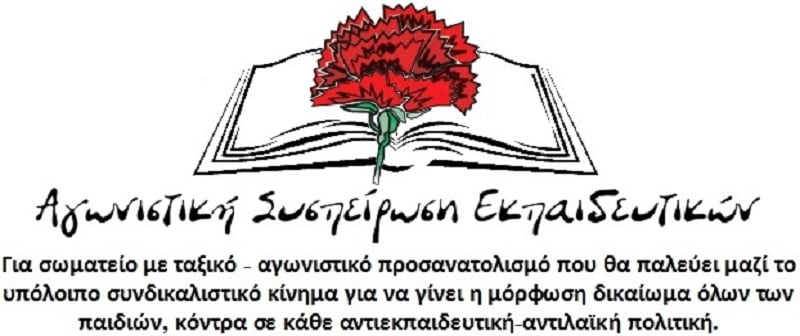 Αγωνιστική Συσπείρωση Εκπαιδευτικών
Για σωματείο με ταξικό - αγωνιστικό προσανατολισμό που θα παλεύει μαζί το
υπόλοιπο συνδικαλιστικό κίνημα για να γίνει η μόρφωση δικαίωμα όλων των
παιδιών, κόντρα σε κάθε αντιεκπαιδευτική-αντιλαϊκή πολιτική.